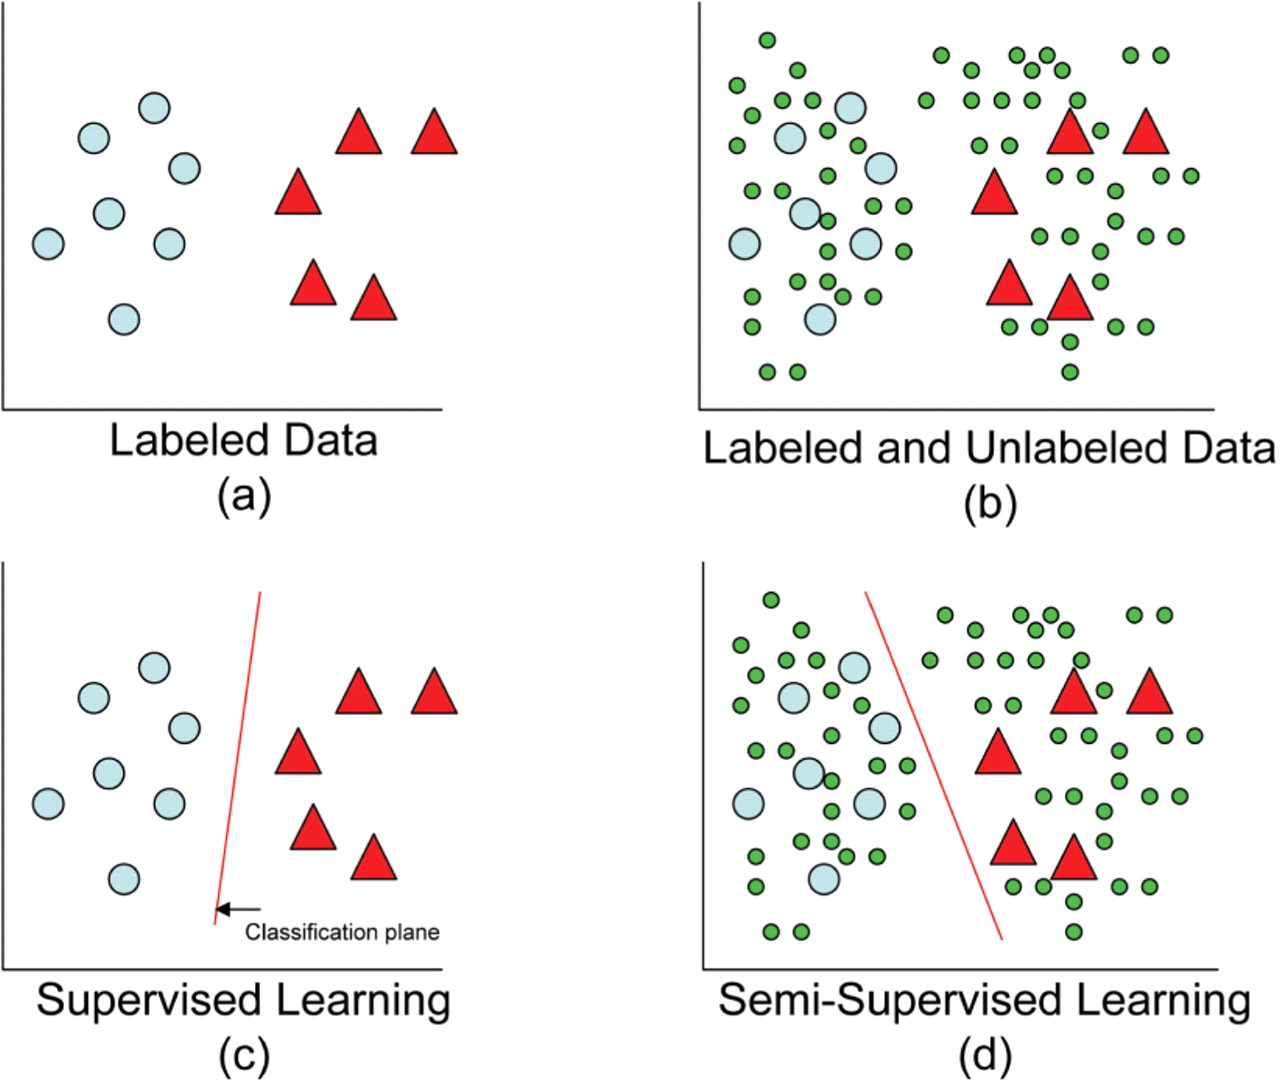 Labeled Data
(a)
Labeled and Unlabeled Data
(b)
Classification plane
Supervised Learning
(c)
Semi-Supervised Learning
(d)